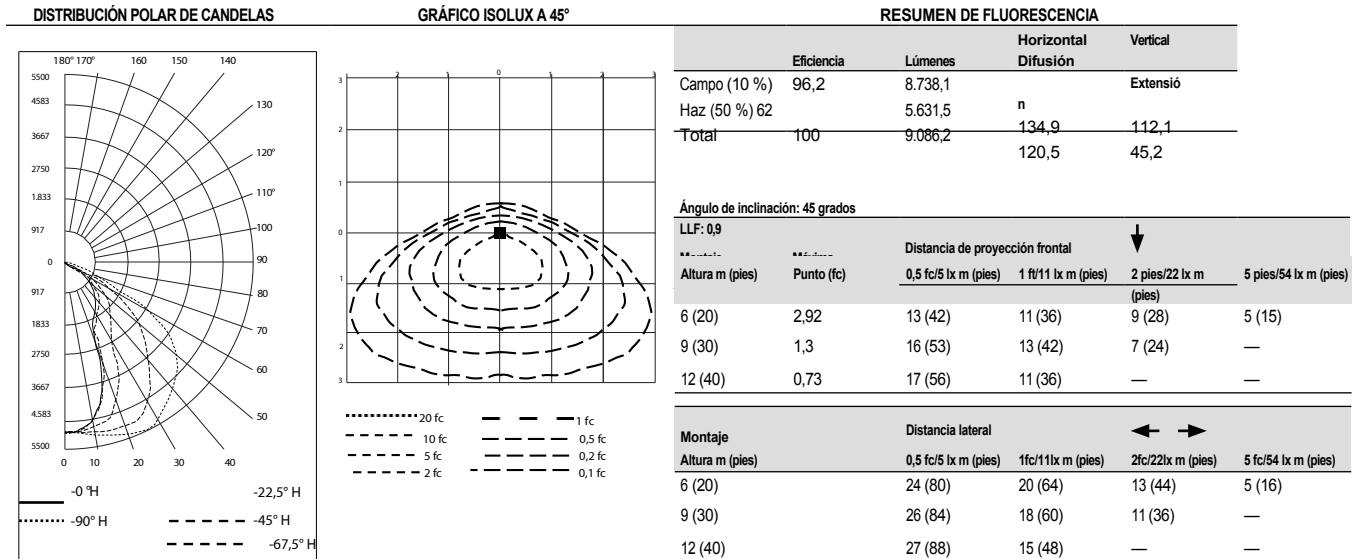 DISTRIBUCIÓN POLAR DE CANDELAS
180° 170°
160
150
140
130
120°
110°
100
90
80
70
60
50
5500
4583
3667
2750
1.833
917
0
917
1833
2750
3667
4.583
5500
0 10 20 30 40
-0 °H
-90° H
-22,5° H
-45° H
-67,5° H
GRÁFICO ISOLUX A 45°
3 2 1 0 1 2 3
3
2
1
0
1
2
3
20 fc
10 fc
5 fc
2 fc
1 fc
0,5 fc
0,2 fc
0,1 fc
RESUMEN DE FLUORESCENCIA
Eficiencia Lúmenes Horizontal Difusión Vertical
Campo (10 %) 96,2 8.738,1 Extensió
Haz (50 %) 62 5.631,5 n
Total 100 9.086,2 134,9 112,1
120,5 45,2
Ángulo de inclinación: 45 grados
LLF: 0,9
Distancia de proyección frontal
Altura m (pies) Punto (fc) 0,5 fc/5 lx m (pies) 1 ft/11 lx m (pies) 2 pies/22 lx m (pies) 5 pies/54 lx m (pies)
6 (20) 2,92 13 (42) 11 (36) 9 (28) 5 (15)
9 (30) 1,3 16 (53) 13 (42) 7 (24) —
12 (40) 0,73 17 (56) 11 (36) — —
Montaje Distancia lateral
Altura m (pies) 0,5 fc/5 lx m (pies) 1fc/11lx m (pies) 2fc/22lx m (pies) 5 fc/54 lx m (pies)
6 (20) 24 (80) 20 (64) 13 (44) 5 (16)
9 (30) 26 (84) 18 (60) 11 (36) —
12 (40) 27 (88) 15 (48) — —